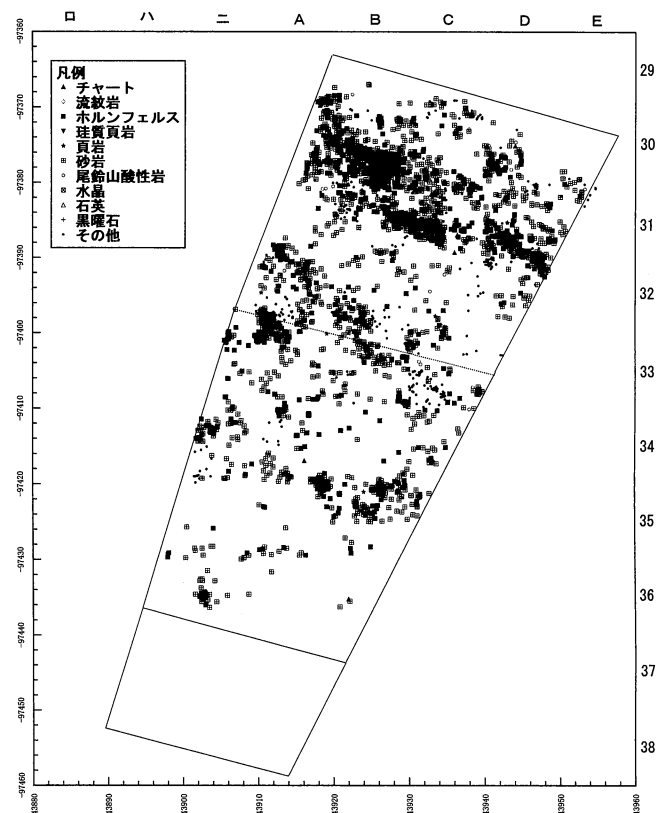 ロ ハ ニ A B C D E
-97360
-97370
-97380
-97390
-97400
-97410
-97420
-97430
-97440
-97450
-97460
凡例
▲ チャート
◇ 流紋岩
■ ホルンフェルス
▼ 珪質頁岩
★ 頁岩
⊞ 砂岩
○ 尾鈴山酸性岩
⊠ 水晶
△ 石英
+ 黒曜石
・ その他
29
30
31
32
33
34
35
36
37
38
13880 13890 13900 13910 13920 13930 13940 13950 13960